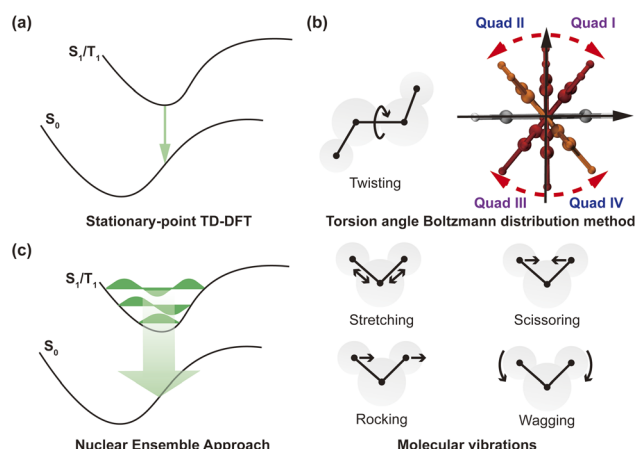 (a)
S1/T1
S0
Stationary-point TD-DFT
(b)
Quad II
Quad I
Twisting
Quad III
Quad IV
Torsion angle Boltzmann distribution method
(c)
S1/T1
S0
Nuclear Ensemble Approach
Stretching
Scissoring
Rocking
Wagging
Molecular vibrations